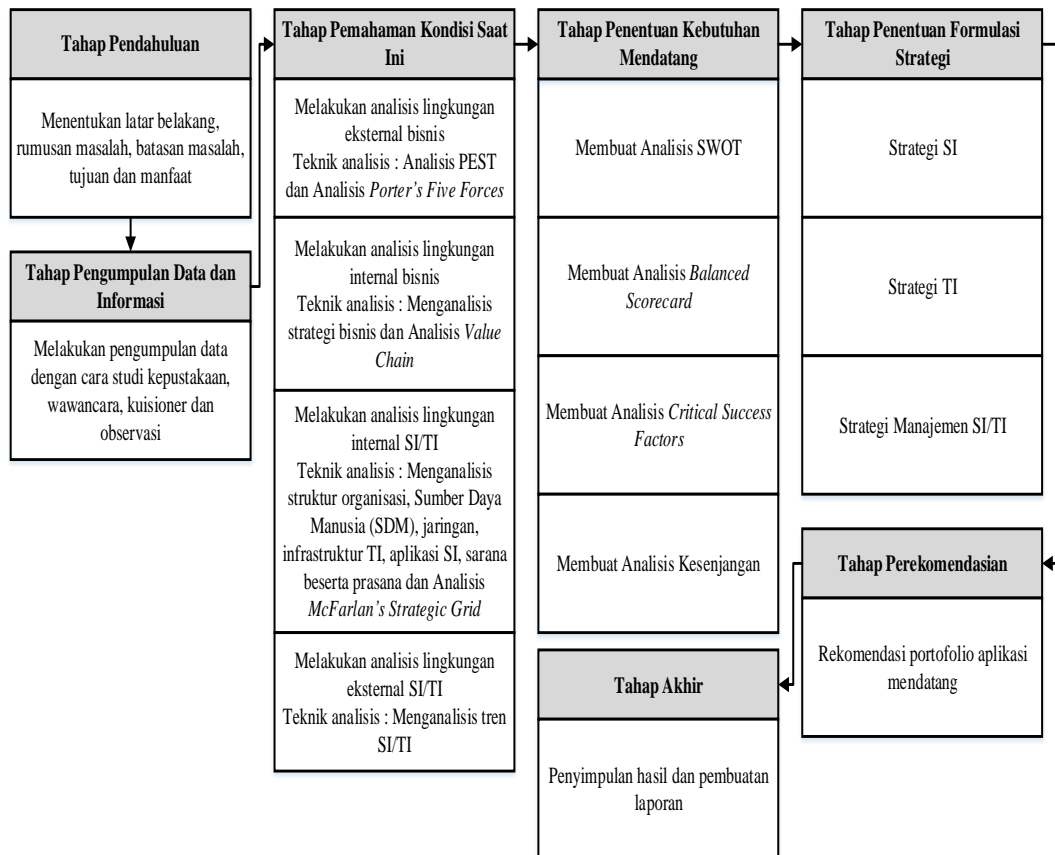 Tahap Pendahuluan
Menentukan latar belakang,
rumusan masalah, batasan masalah,
tujuan dan manfaat
Tahap Pengumpulan Data dan
Informasi
Melakukan pengumpulan data
dengan cara studi kepustakaan,
wawancara, kuisioner dan
observasi
Tahap Pemahaman Kondisi Saat
Ini
Melakukan analisis lingkungan
eksternal bisnis
Teknik analisis : Analisis PEST
dan Analisis Porter’s Five Forces
Melakukan analisis lingkungan
internal bisnis
Teknik analisis : Menganalisis
strategi bisnis dan Analisis Value
Chain
Melakukan analisis lingkungan
internal SI/TI
Teknik analisis : Menganalisis
struktur organisasi, Sumber Daya
Manusia (SDM), jaringan,
infrastruktur TI, aplikasi SI, sarana
beserta prasana dan Analisis
McFarlan’s Strategic Grid
Melakukan analisis lingkungan
eksternal SI/TI
Teknik analisis : Menganalisis tren
SI/TI
Tahap Penentuan Kebutuhan
Mendatang
Membuat Analisis SWOT
Membuat Analisis Balanced
Scorecard
Membuat Analisis Critical Success
Factors
Membuat Analisis Kesenjangan
Tahap Penentuan Formulasi
Strategi
Strategi SI
Strategi TI
Strategi Manajemen SI/TI
Tahap Perekomendasian
Rekomendasi portofolio aplikasi
mendatang
Tahap Akhir
Penyimpulan hasil dan pembuatan
laporan